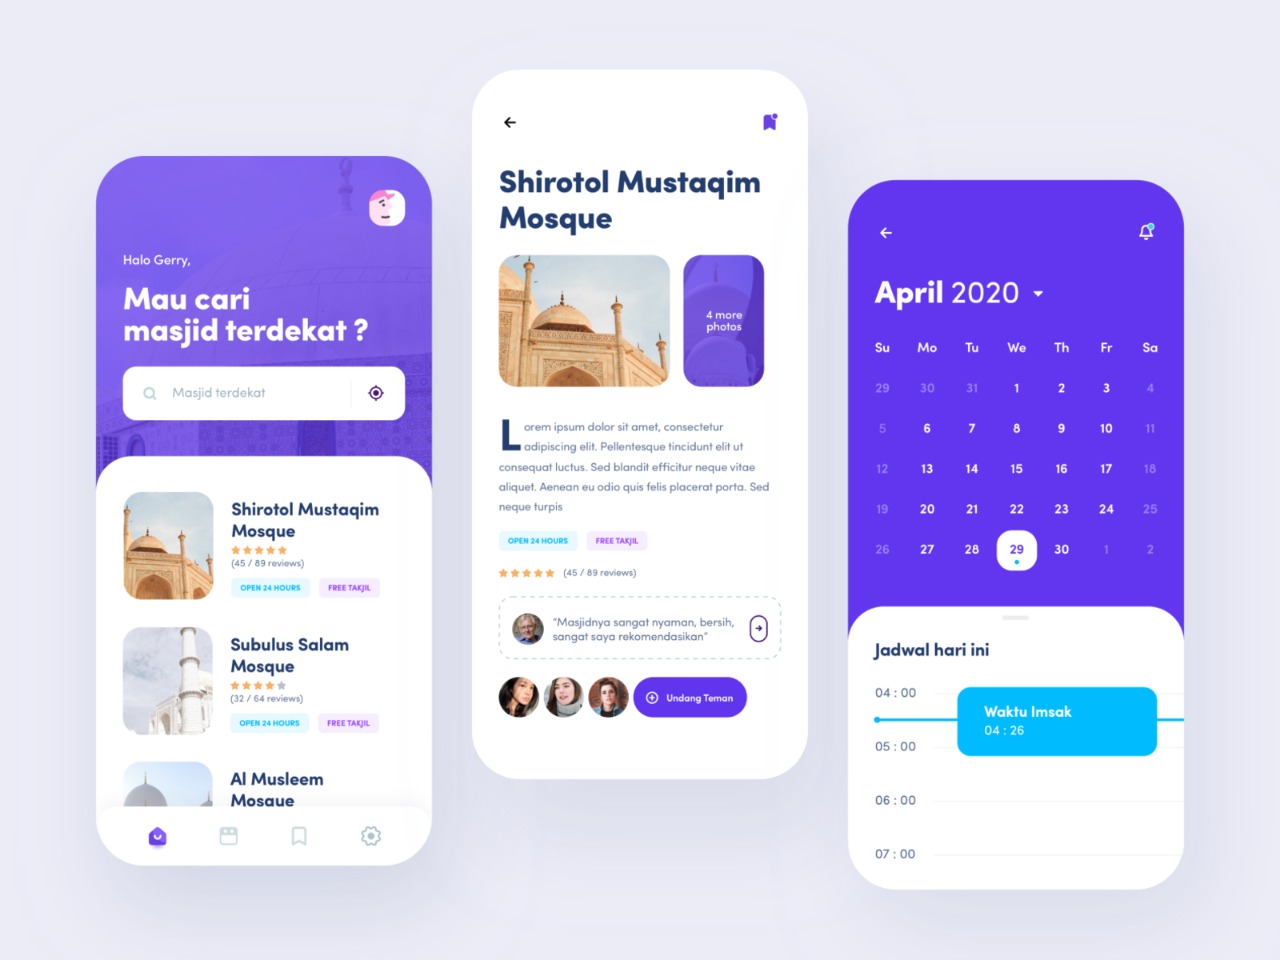 Halo Gerry,
Mau cari
masjid terdekat ?
Masjid terdekat
Shirotol Mustaqim
Mosque
(45 / 89 reviews)
OPEN 24 HOURS FREE TAKJIL
Subulus Salam
Mosque
(32 / 64 reviews)
OPEN 24 HOURS FREE TAKJIL
Al Musleem
Mosque
Shirotol Mustaqim
Mosque
4 more
photos
Lorem ipsum dolor sit amet, consectetur
adipiscing elit. Pellentesque tincidunt elit ut
consequat luctus. Sed blandit efficitur neque vitae
aliquet. Aenean eu odio quis felis placerat porta. Sed
neque turpis
OPEN 24 HOURS FREE TAKJIL
(45 / 89 reviews)
“Masjidnya sangat nyaman, bersih,
sangat saya rekomendasikan”
Undang Teman
April 2020
Su Mo Tu We Th Fr Sa
29 30 31 1 2 3 4
5 6 7 8 9 10 11
12 13 14 15 16 17 18
19 20 21 22 23 24 25
26 27 28 29 30 1 2
Jadwal hari ini
04 : 00
Waktu Imsak
04 : 26
05 : 00
06 : 00
07 : 00